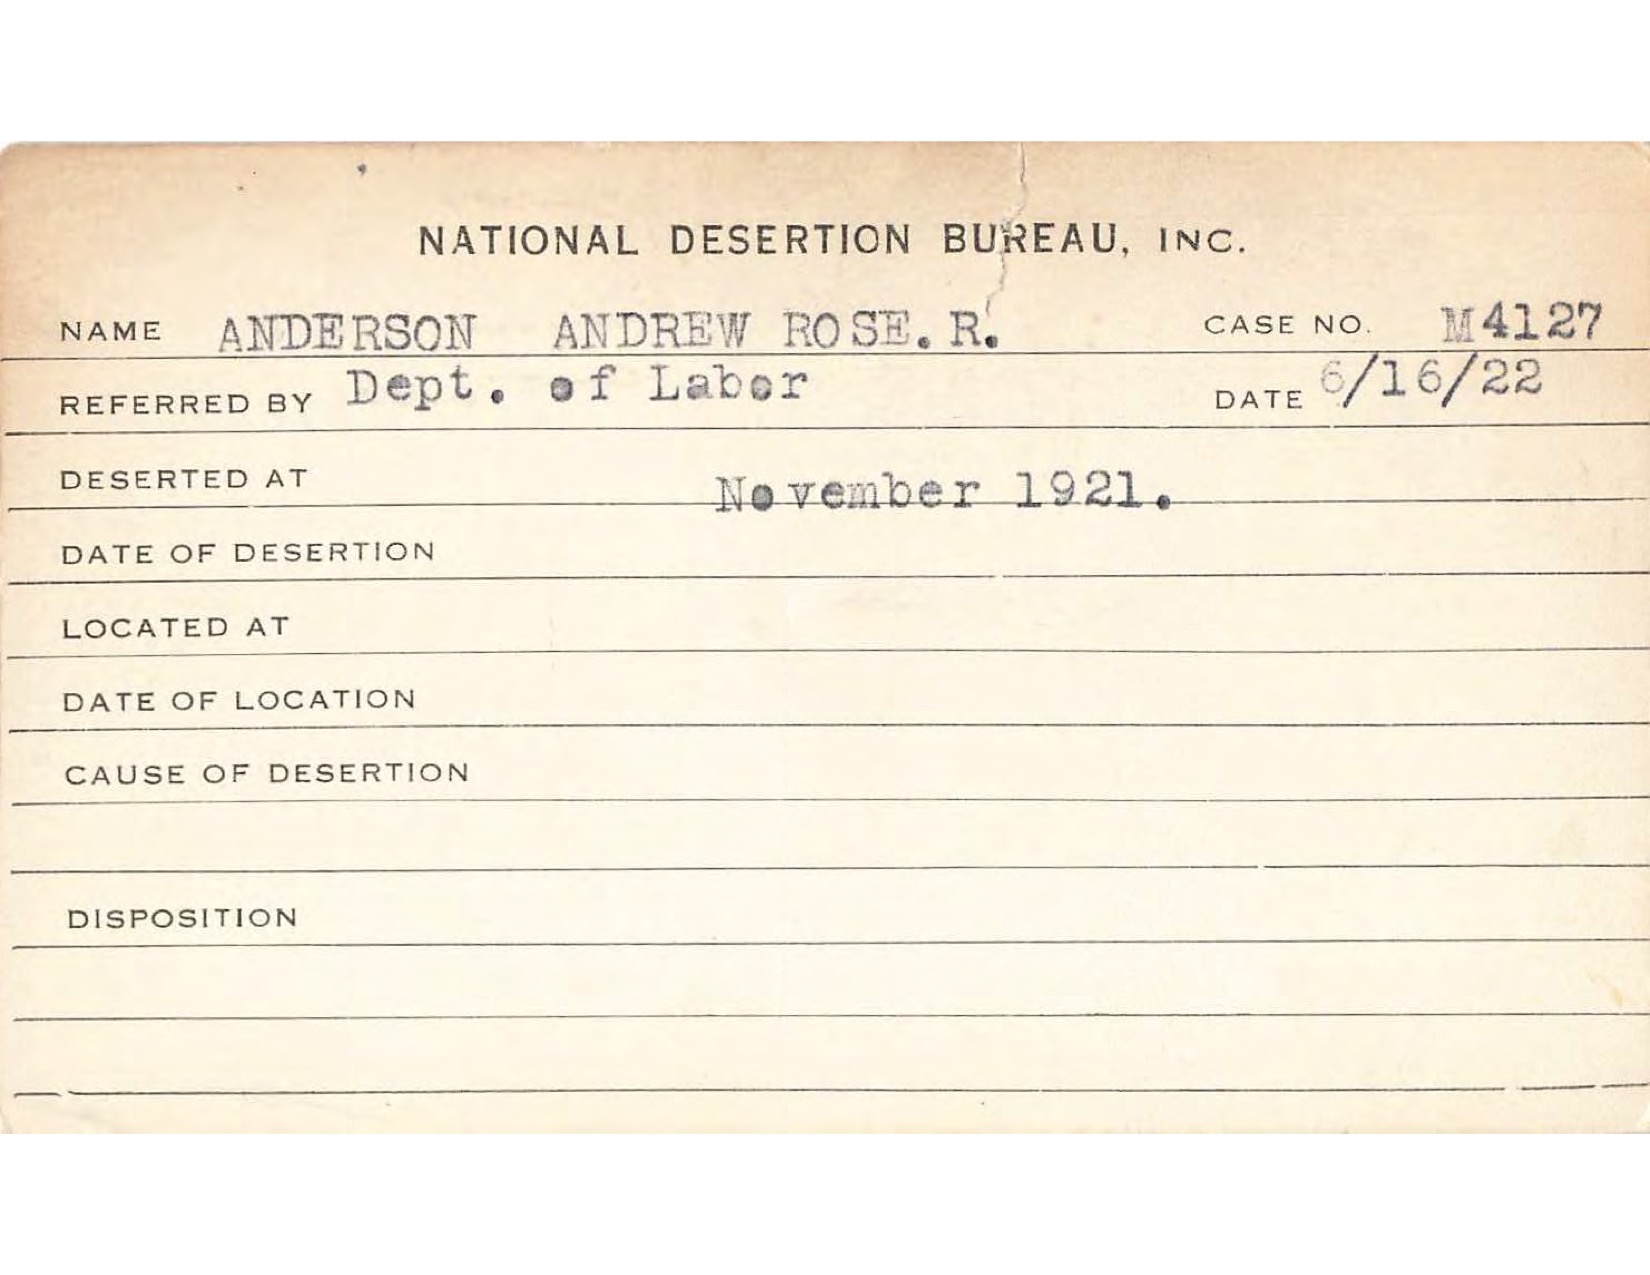 NATIONAL DESERTION BUREAU, INC.
NAME ANDERSON ANDREW ROSE. R. CASE NO. M4127
REFERRED BY Dept. of Labor DATE 6/16/22
DESERTED AT November 1921.
DATE OF DESERTION
LOCATED AT
DATE OF LOCATION
CAUSE OF DESERTION
DISPOSITION